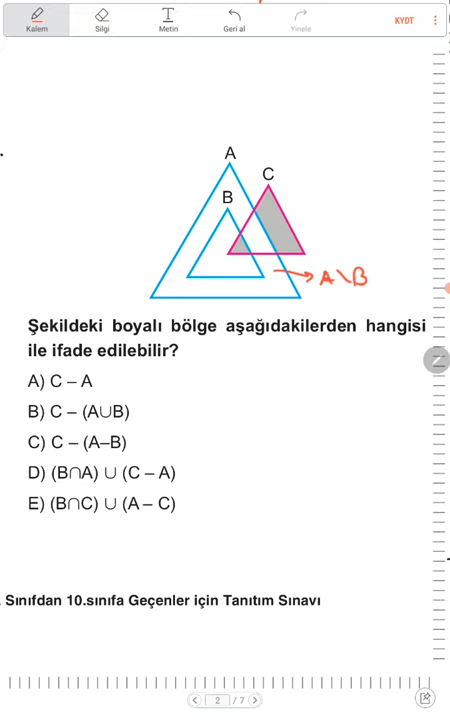 Kalem Silgi Metin Geri al Yinele KYDT
A
C
B
A\B
Şekildeki boyalı bölge aşağıdakilerden hangisi
ile ifade edilebilir?
A) C – A
B) C – (A∪B)
C) C – (A–B)
D) (B∩A) ∪ (C – A)
E) (B∩C) ∪ (A – C)
. Sınıfdan 10.sınıfa Geçenler için Tanıtım Sınavı
< 2 / 7 >